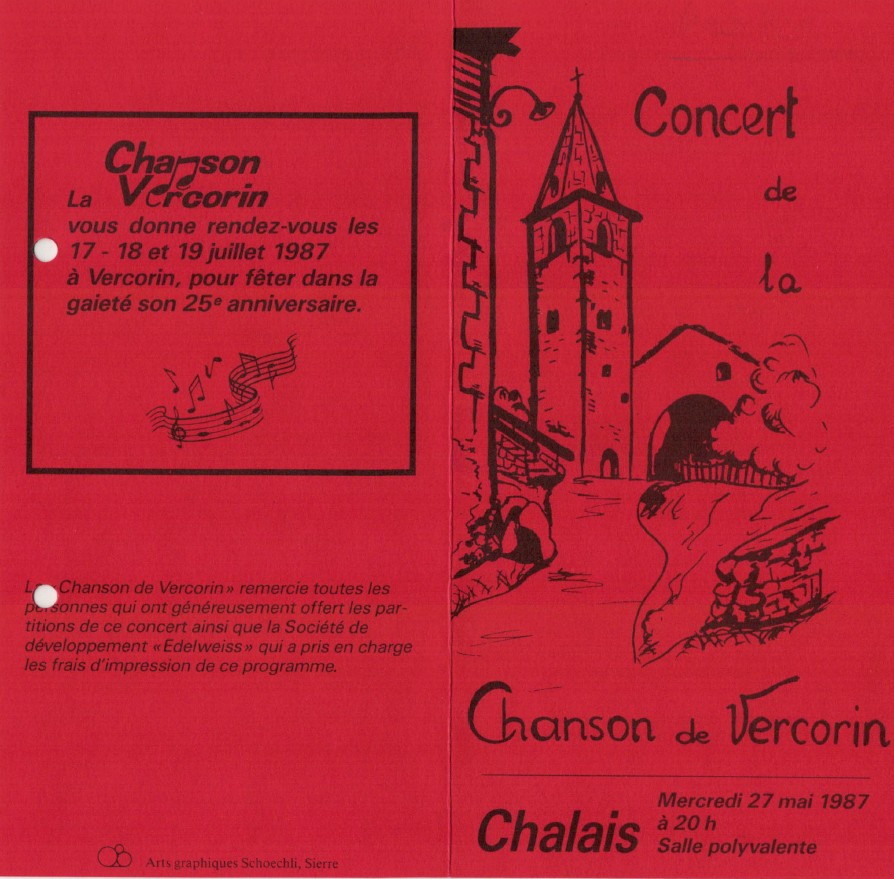 Chanson
La Vercorin
vous donne rendez-vous les
17 - 18 et 19 juillet 1987
à Vercorin, pour fêter dans la
gaieté son 25e anniversaire.
Chanson de Vercorin» remercie toutes les
personnes qui ont généreusement offert les par-
titions de ce concert ainsi que la Société de
développement «Edelweiss» qui a pris en charge
les frais d'impression de ce programme.
Arts graphiques Schoechli, Sierre
Concert
de
la
Chanson de Vercorin
Chalais
Mercredi 27 mai 1987
à 20 h
Salle polyvalente